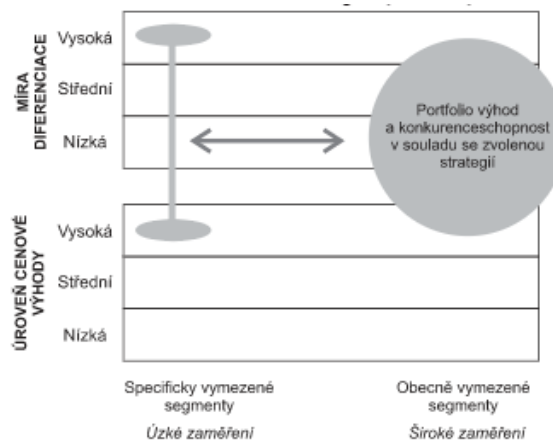 MÍRA
DIFERENCIACE
Vysoká
Střední
Nízká
Portfolio výhod
a konkurenceschopnost
v souladu se zvolenou
strategií
ÚROVEŇ CENOVÉ
VÝHODY
Vysoká
Střední
Nízká
Specificky vymezené
segmenty
Úzké zaměření
Obecně vymezené
segmenty
Široké zaměření